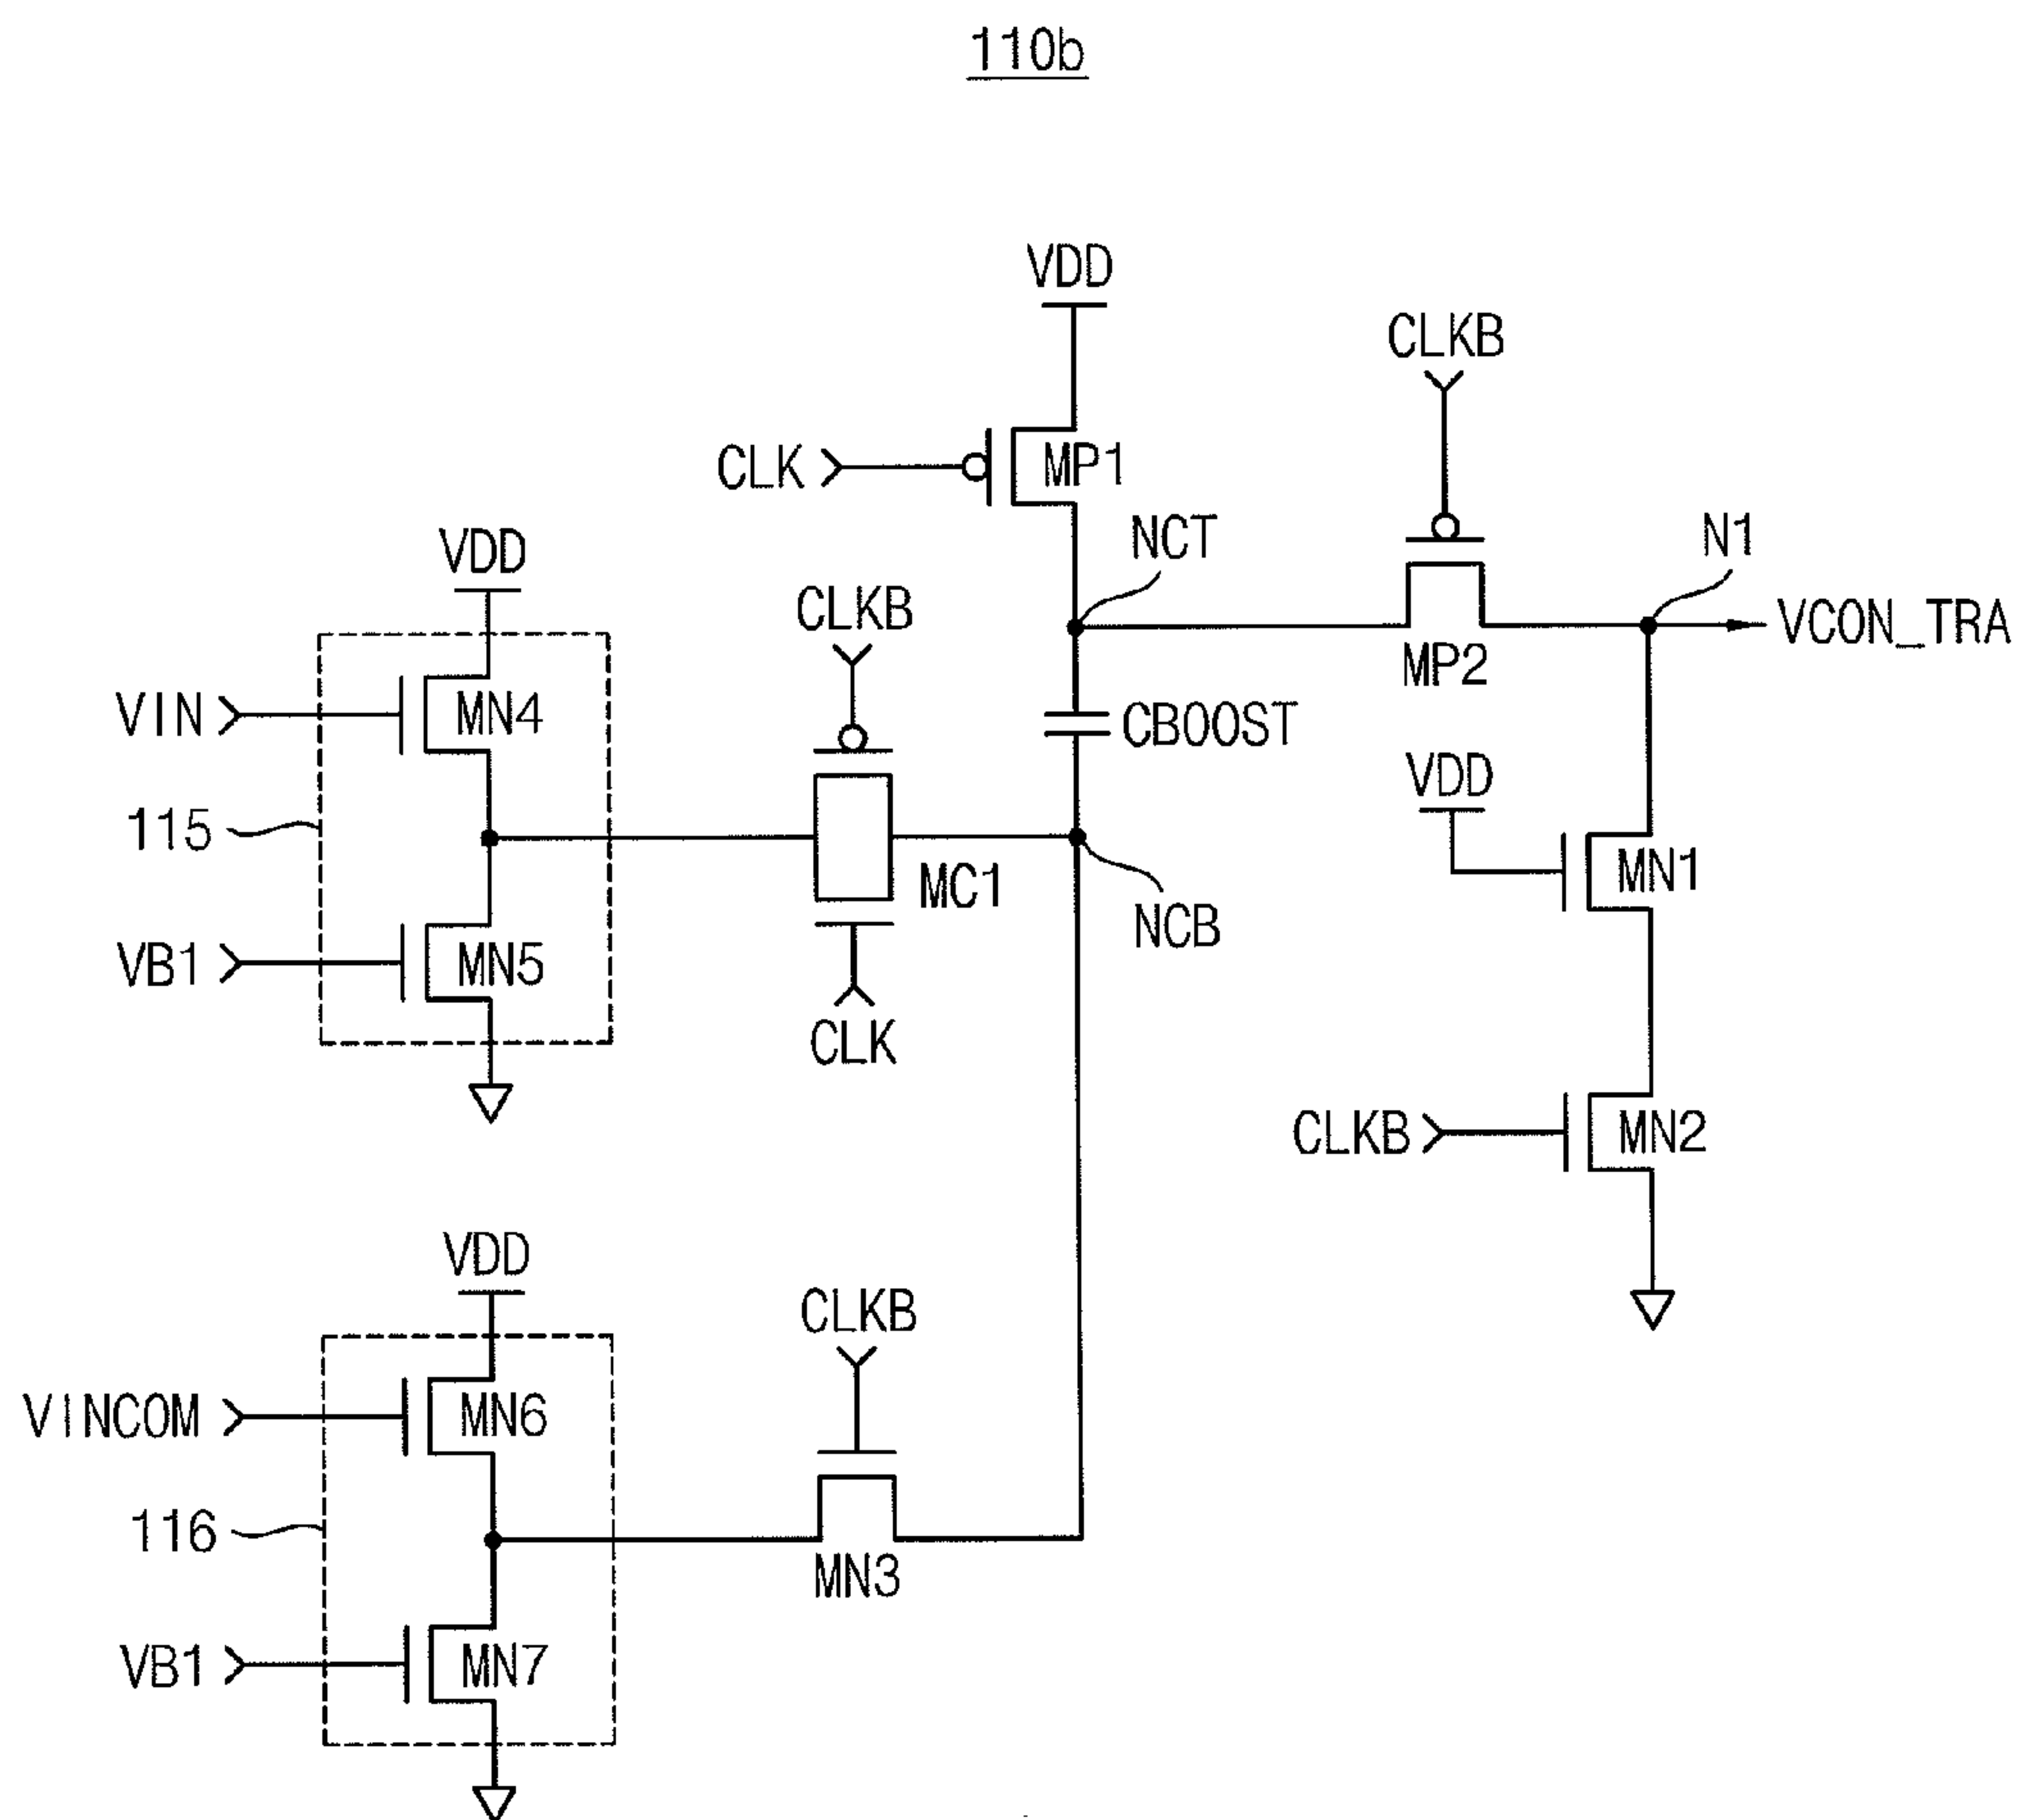 110b
VDD
CLKB
CLK
MP1
NCT
N1
VDD
CLKB
VCON_TRA
MP2
VIN
MN4
CBOOST
VDD
115
MC1
MN1
NCB
VB1
MN5
CLK
CLKB
MN2
VDD
CLKB
VINCOM
MN6
116
MN3
VB1
MN7